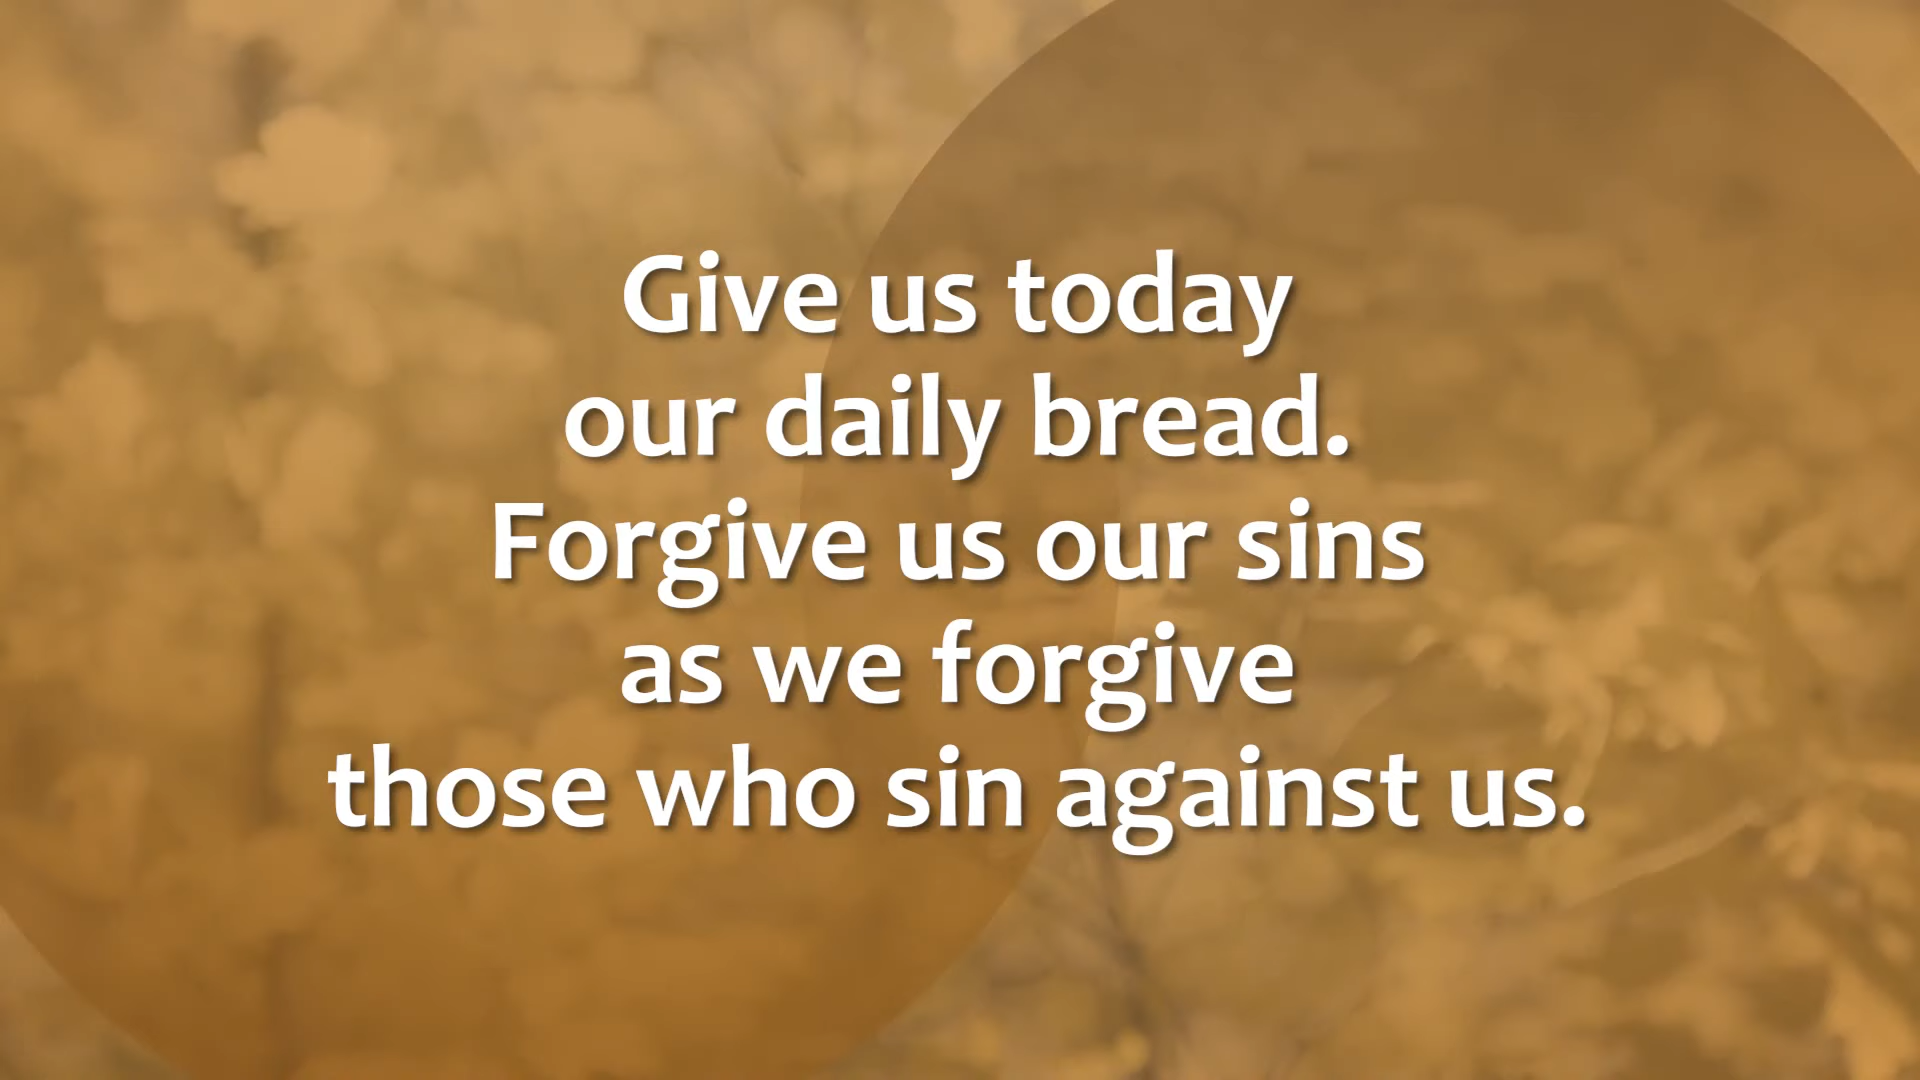 Give us today
our daily bread.
Forgive us our sins
as we forgive
those who sin against us.